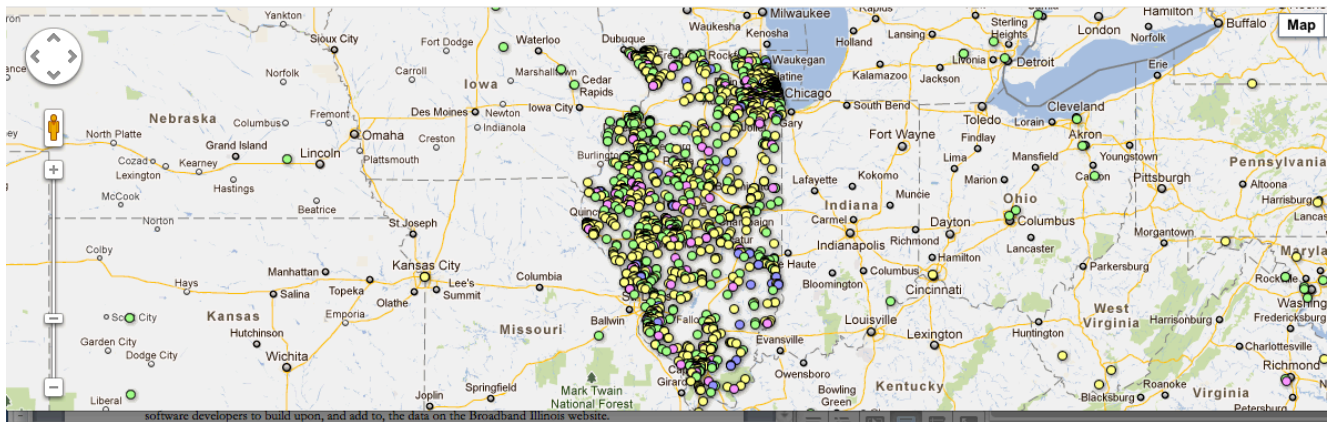 Yankton
Sioux City
Norfolk
Nebraska
Columbus
Fremont
North Platte
Grand Island
Omaha
Cozad
Kearney
Lexington
Lincoln
Plattsmouth
Hastings
McCook
Beatrice
Norton
Colby
St Joseph
Hays
Manhattan
Topeka
Kansas City
Salina
Olathe
Lee's
Summit
Emporia
Kansas
Hutchinson
Garden City
Dodge City
Wichita
Liberal
Fort Dodge
Waterloo
Dubuque
Carroll
Iowa
Cedar
Rapids
Des Moines
Newton
Iowa City
Indianola
Creston
Columbia
Missouri
Ballwin
Springfield
Joplin
Mark Twain
National Forest
Milwaukee
Waukesha
Kenosha
Waukegan
Chicago
Gary
Holland
Lansing
Kalamazoo
Jackson
South Bend
Sterling
Heights
Livonia
Detroit
London
Hamilton
Norfolk
Buffalo
Map
Erie
Toledo
Cleveland
Lorain
Akron
Fort Wayne
Findlay
Lima
Mansfield
Youngstown
Marion
Pittsburgh
Pennsylvania
Altoona
Harrisburg
Lafayette
Kokomo
Muncie
Indiana
Carmel
Indianapolis
Richmond
Dayton
Ohio
Columbus
Lancaster
Hamilton
Columbus
Bloomington
Cincinnati
Morgantown
Parkersburg
West
Virginia
Harrisonburg
Fredericksburg
Charlottesville
Richmond
Evansville
Louisville
Lexington
Huntington
Owensboro
Bowling
Green
Kentucky
Roanoke
Blacksburg
Virginia
Petersburg
software developers to build upon, and add to, the data on the Broadband Illinois website.